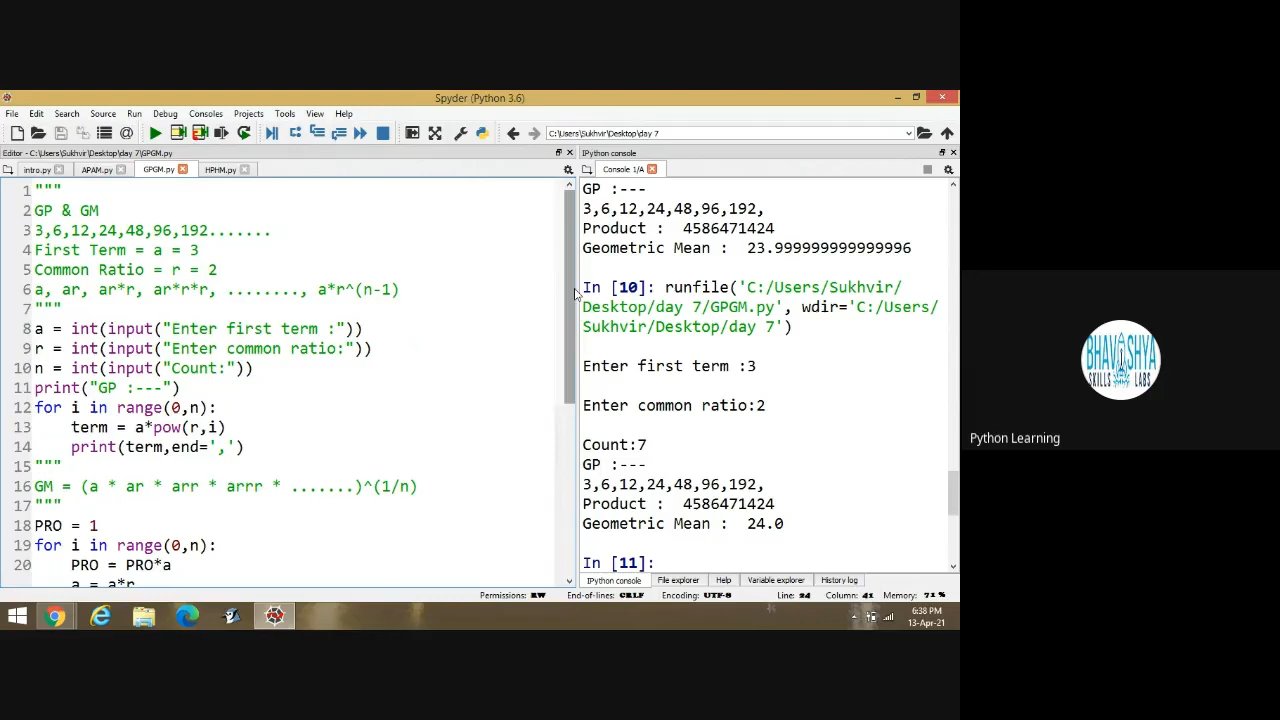 Spyder (Python 3.6)
File Edit Search Source Run Debug Consoles Projects Tools View Help
C:\Users\Sukhvir\Desktop\day 7
Editor - C:\Users\Sukhvir\Desktop\day 7\GPGM.py
intro.py APAM.py GPGM.py HPHM.py
1 """
2 GP & GM
3 3,6,12,24,48,96,192.......
4 First Term = a = 3
5 Common Ratio = r = 2
6 a, ar, ar*r, ar*r*r, ........, a*r^(n-1)
7 """
8 a = int(input("Enter first term :"))
9 r = int(input("Enter common ratio:"))
10 n = int(input("Count:"))
11 print("GP :---")
12 for i in range(0,n):
13 term = a*pow(r,i)
14 print(term,end=',')
15 """
16 GM = (a * ar * arr * arrr * .......)^(1/n)
17 """
18 PRO = 1
19 for i in range(0,n):
20 PRO = PRO*a
a = a*r
IPython console
Console 1/A
GP :---
3,6,12,24,48,96,192,
Product : 4586471424
Geometric Mean : 23.999999999999996
In [10]: runfile('C:/Users/Sukhvir/
Desktop/day 7/GPGM.py', wdir='C:/Users/
Sukhvir/Desktop/day 7')
Enter first term :3
Enter common ratio:2
Count:7
GP :---
3,6,12,24,48,96,192,
Product : 4586471424
Geometric Mean : 24.0
In [11]:
IPython console File explorer Help Variable explorer History log
Permissions: RW End-of-lines: CRLF Encoding: UTF-8 Line: 24 Column: 41 Memory: 71 %
6:38 PM
13-Apr-21
BHAVISHYA
SKILLS LABS
Python Learning